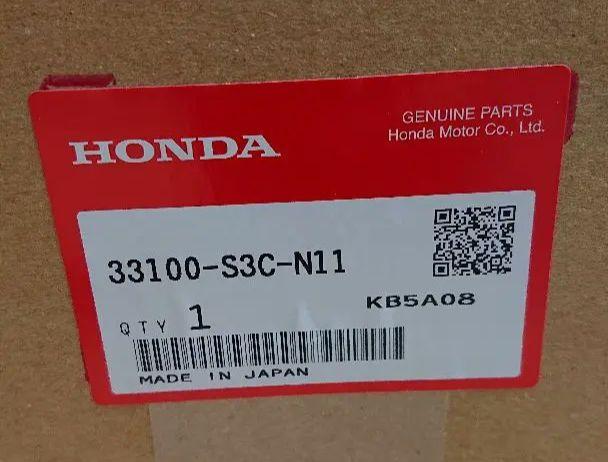 GENUINE PARTS
Honda Motor Co., Ltd.
HONDA
33100-S3C-N11
KB5A08
QTY 1
MADE IN JAPAN